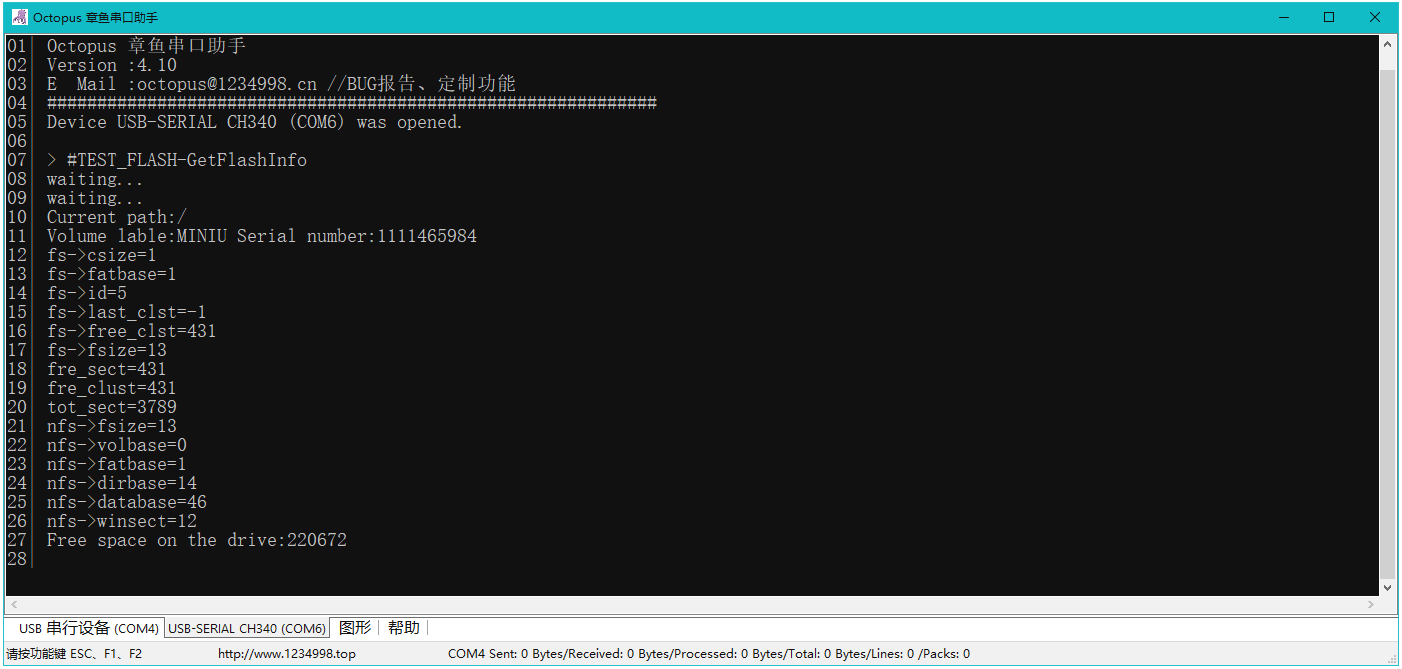 Octopus 章鱼串口助手
01 Octopus 章鱼串口助手
02 Version :4.10
03 E  Mail :octopus@1234998.cn //BUG报告、定制功能
04 #############################################################
05 Device USB-SERIAL CH340 (COM6) was opened.
06
07 > #TEST_FLASH-GetFlashInfo
08 waiting...
09 waiting...
10 Current path:/
11 Volume lable:MINIU Serial number:1111465984
12 fs->csize=1
13 fs->fatbase=1
14 fs->id=5
15 fs->last_clst=-1
16 fs->free_clst=431
17 fs->fsize=13
18 fre_sect=431
19 fre_clust=431
20 tot_sect=3789
21 nfs->fsize=13
22 nfs->volbase=0
23 nfs->fatbase=1
24 nfs->dirbase=14
25 nfs->database=46
26 nfs->winsect=12
27 Free space on the drive:220672
28
USB 串行设备 (COM4) USB-SERIAL CH340 (COM6) 图形 帮助
请按功能键 ESC、F1、F2 http://www.1234998.top COM4 Sent: 0 Bytes/Received: 0 Bytes/Processed: 0 Bytes/Total: 0 Bytes/Lines: 0 /Packs: 0